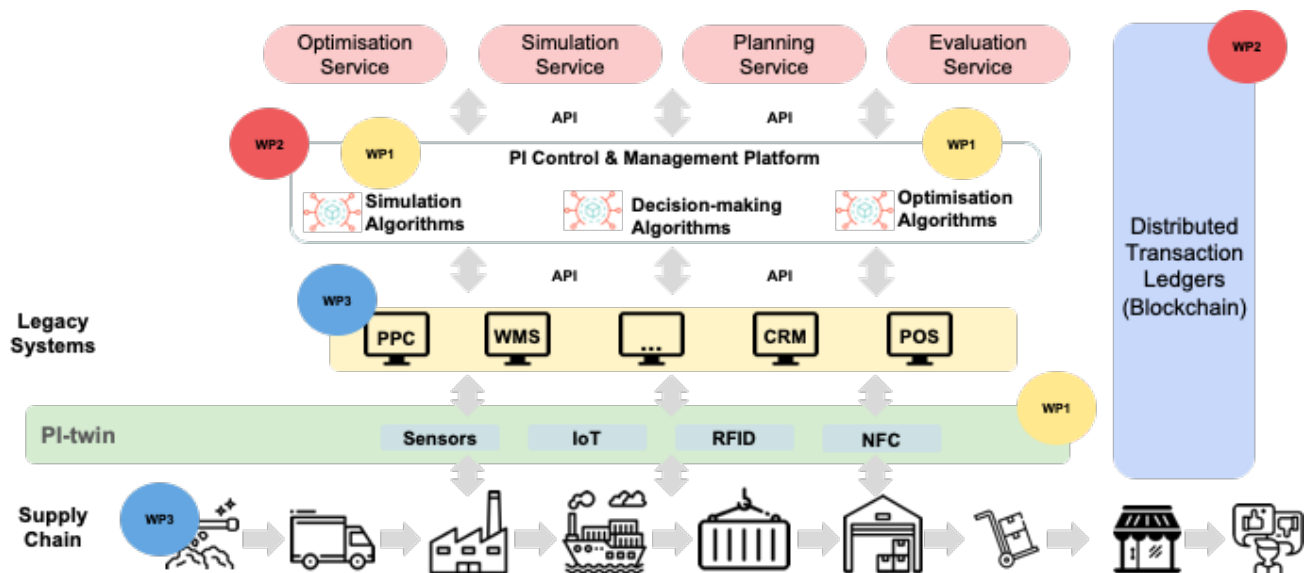 Optimisation
Service
Simulation
Service
Planning
Service
Evaluation
Service
WP2
API
API
WP2
WP1
PI Control & Management Platform
WP1
Simulation
Algorithms
Decision-making
Algorithms
Optimisation
Algorithms
Distributed
Transaction
Ledgers
(Blockchain)
API
API
WP3
Legacy
Systems
PPC
WMS
...
CRM
POS
WP1
PI-twin
Sensors
IoT
RFID
NFC
Supply
Chain
WP3